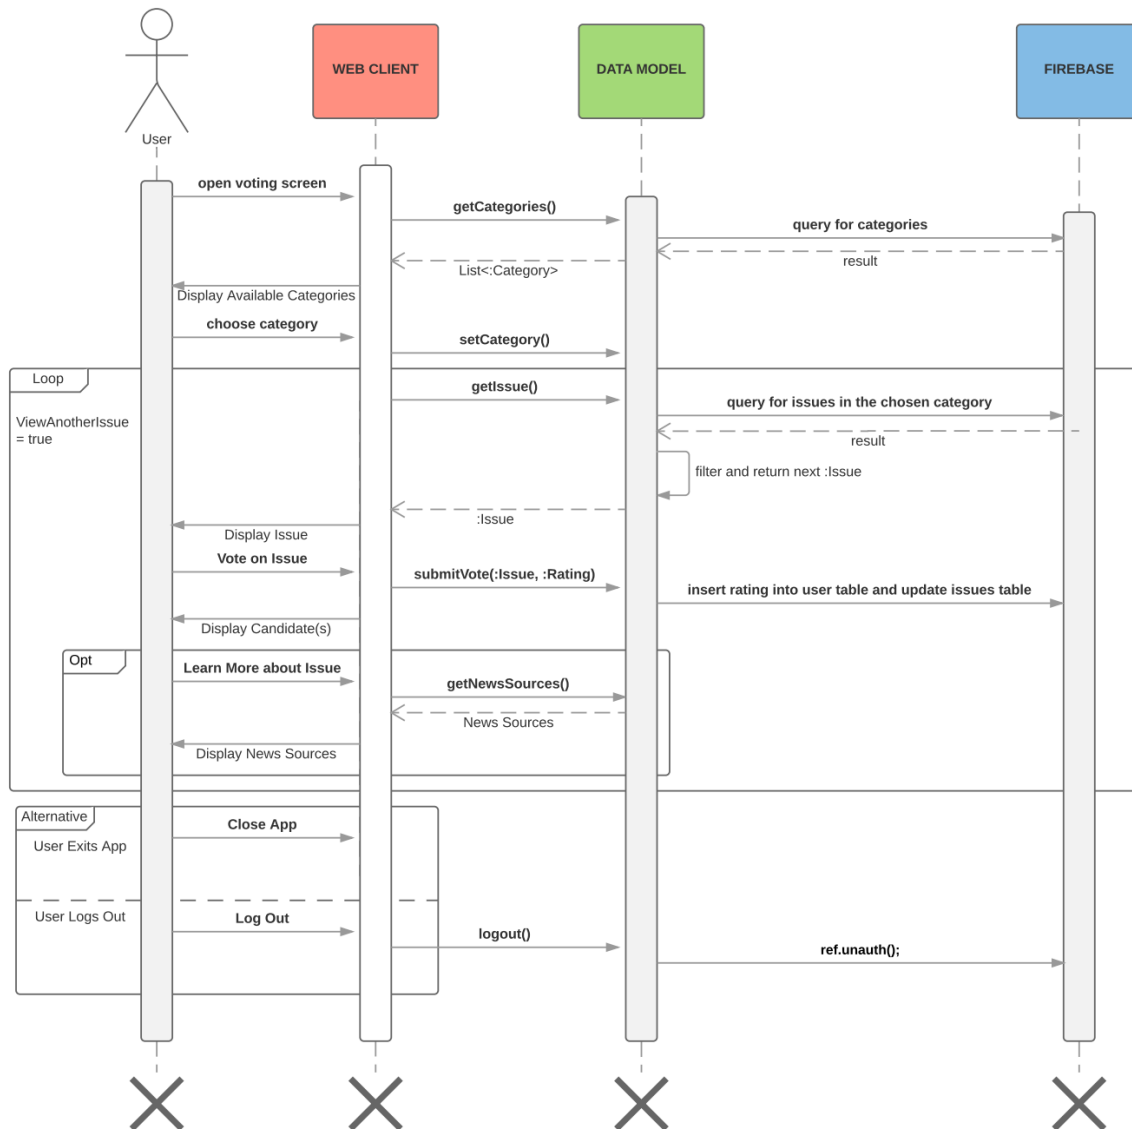 WEB CLIENT
DATA MODEL
FIREBASE
User
open voting screen
getCategories()
query for categories
result
List<:Category>
Display Available Categories
choose category
setCategory()
Loop
getIssue()
ViewAnotherIssue
= true
query for issues in the chosen category
result
filter and return next :Issue
:Issue
Display Issue
Vote on Issue
submitVote(:Issue, :Rating)
insert rating into user table and update issues table
Display Candidate(s)
Opt
Learn More about Issue
getNewsSources()
News Sources
Display News Sources
Alternative
Close App
User Exits App
User Logs Out
Log Out
logout()
ref.unauth();